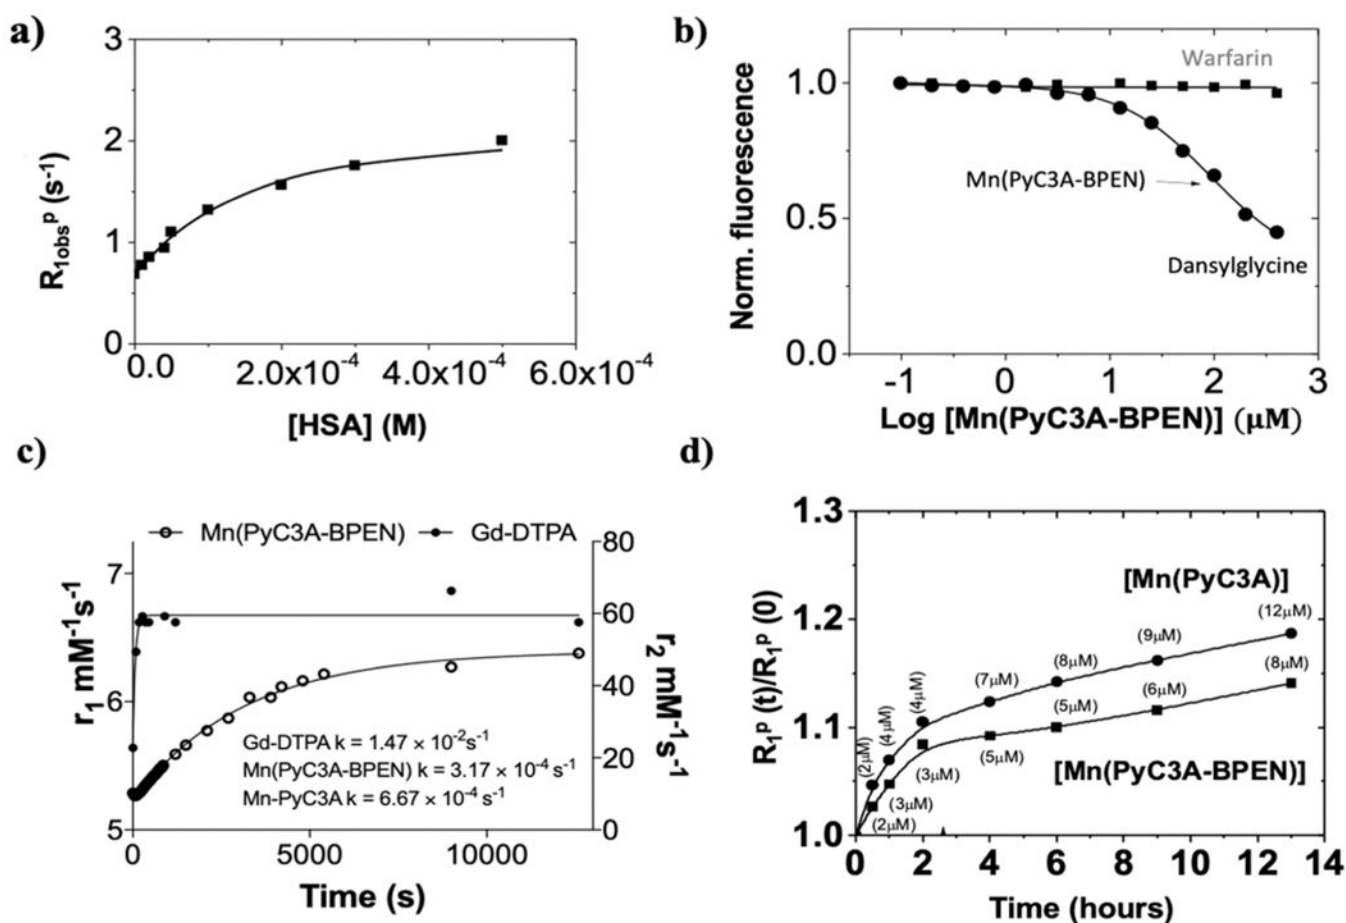 a)
3
2
1
0
R1obsᵖ (s⁻¹)
0.0
2.0x10⁻⁴
4.0x10⁻⁴
6.0x10⁻⁴
[HSA] (M)
b)
1.0
0.5
0.0
Norm. fluorescence
Warfarin
Mn(PyC3A-BPEN)
Dansylglycine
-1
0
1
2
3
Log [Mn(PyC3A-BPEN)] (μM)
c)
Mn(PyC3A-BPEN)
Gd-DTPA
7
6
5
r₁ mM⁻¹s⁻¹
80
60
40
20
0
r₂ mM⁻¹s⁻¹
Gd-DTPA k = 1.47 × 10⁻²s⁻¹
Mn(PyC3A-BPEN) k = 3.17 × 10⁻⁴ s⁻¹
Mn-PyC3A k = 6.67 × 10⁻⁴ s⁻¹
0
5000
10000
Time (s)
d)
1.3
1.2
1.1
1.0
R₁ᵖ (t)/R₁ᵖ (0)
[Mn(PyC3A)]
(2μM)
(4μM)
(4μM)
(7μM)
(8μM)
(9μM)
(12μM)
(2μM)
(3μM)
(3μM)
(5μM)
(5μM)
(6μM)
(8μM)
[Mn(PyC3A-BPEN)]
0
2
4
6
8
10
12
14
Time (hours)